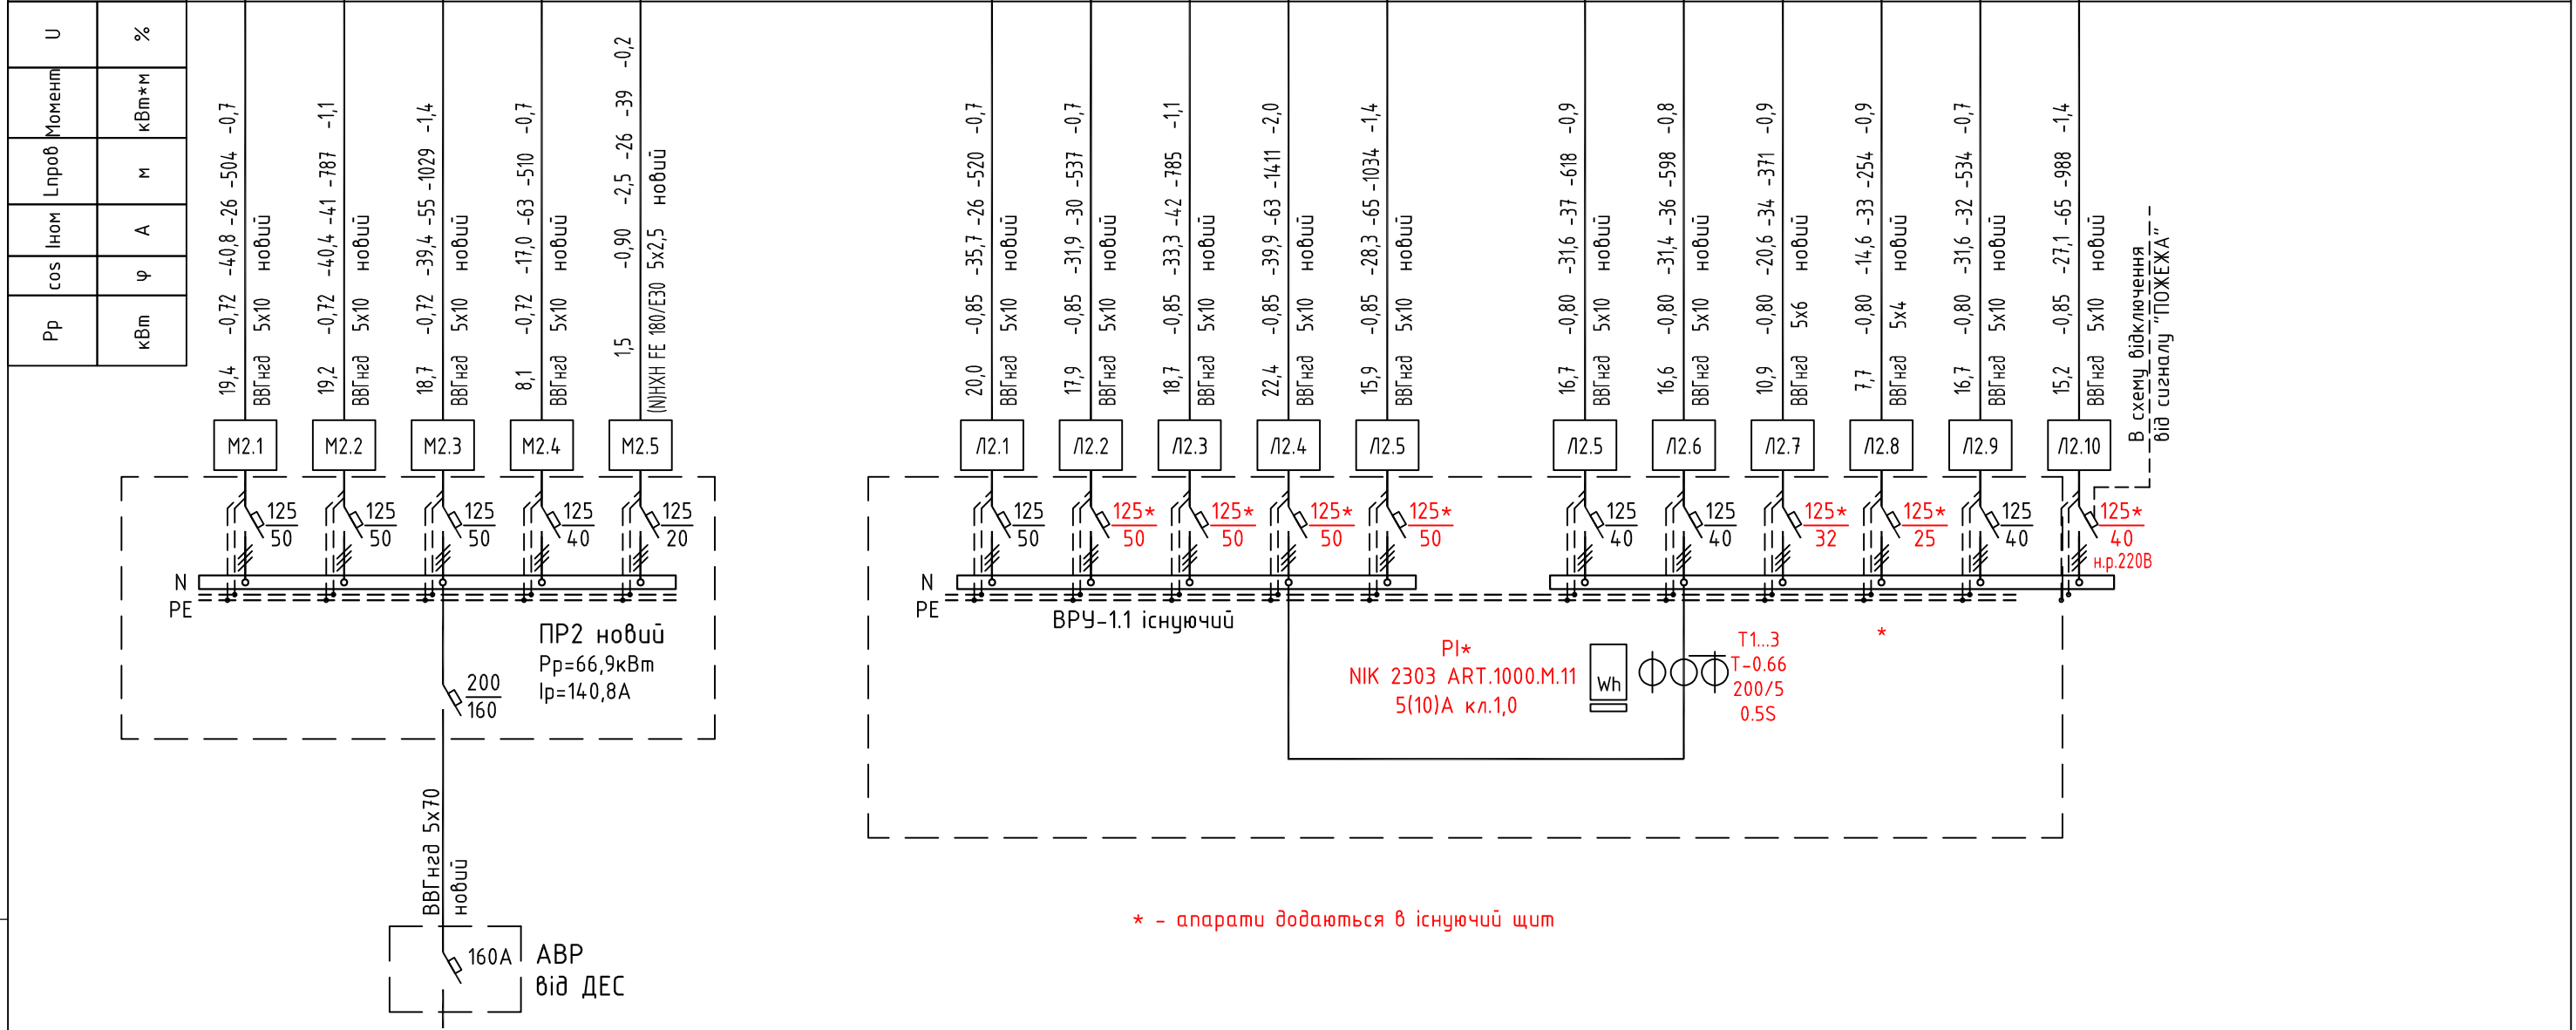 U %
Момент кВт*м
Lпров м
Iном А
cos φ
Рр кВт
19,4 -0,72 -40,8 -26 -504 -0,7
ВВГнгд 5х10 новий
19,2 -0,72 -40,4 -41 -787 -1,1
ВВГнгд 5х10 новий
18,7 -0,72 -39,4 -55 -1029 -1,4
ВВГнгд 5х10 новий
8,1 -0,72 -17,0 -63 -510 -0,7
ВВГнгд 5х10 новий
1,5 -0,90 -2,5 -26 -39 -0,2
(N)HXH FE 180/E30 5х2,5 новий
20,0 -0,85 -35,7 -26 -520 -0,7
ВВГнгд 5х10 новий
17,9 -0,85 -31,9 -30 -537 -0,7
ВВГнгд 5х10 новий
18,7 -0,85 -33,3 -42 -785 -1,1
ВВГнгд 5х10 новий
22,4 -0,85 -39,9 -63 -1411 -2,0
ВВГнгд 5х10 новий
15,9 -0,85 -28,3 -65 -1034 -1,4
ВВГнгд 5х10 новий
16,7 -0,80 -31,6 -37 -618 -0,9
ВВГнгд 5х10 новий
16,6 -0,80 -31,4 -36 -598 -0,8
ВВГнгд 5х10 новий
10,9 -0,80 -20,6 -34 -371 -0,9
ВВГнгд 5х6 новий
7,7 -0,80 -14,6 -33 -254 -0,9
ВВГнгд 5х4 новий
16,7 -0,80 -31,6 -32 -534 -0,7
ВВГнгд 5х10 новий
15,2 -0,85 -27,1 -65 -988 -1,4
ВВГнгд 5х10 новий
В схему відключення
від сигналу "ПОЖЕЖА"
М2.1 М2.2 М2.3 М2.4 М2.5
Л2.1 Л2.2 Л2.3 Л2.4 Л2.5 Л2.5 Л2.6 Л2.7 Л2.8 Л2.9 Л2.10
125 125 125 125 125
50 50 50 40 20
125 125* 125* 125* 125* 125 125 125* 125* 125 125*
50 50 50 50 50 40 40 32 25 40 40
н.р.220В
N
PE
N
PE
ПР2 новий
Рр=66,9кВт
Iр=140,8А
200
160
ВРУ-1.1 існуючий
PI*
NIK 2303 ART.1000.M.11
5(10)А кл.1,0
Wh
Т1...3
Т-0.66
200/5
0.5S
*
ВВГнгд 5х70
новий
160А
АВР
від ДЕС
* - апарати додаються в існуючий щит